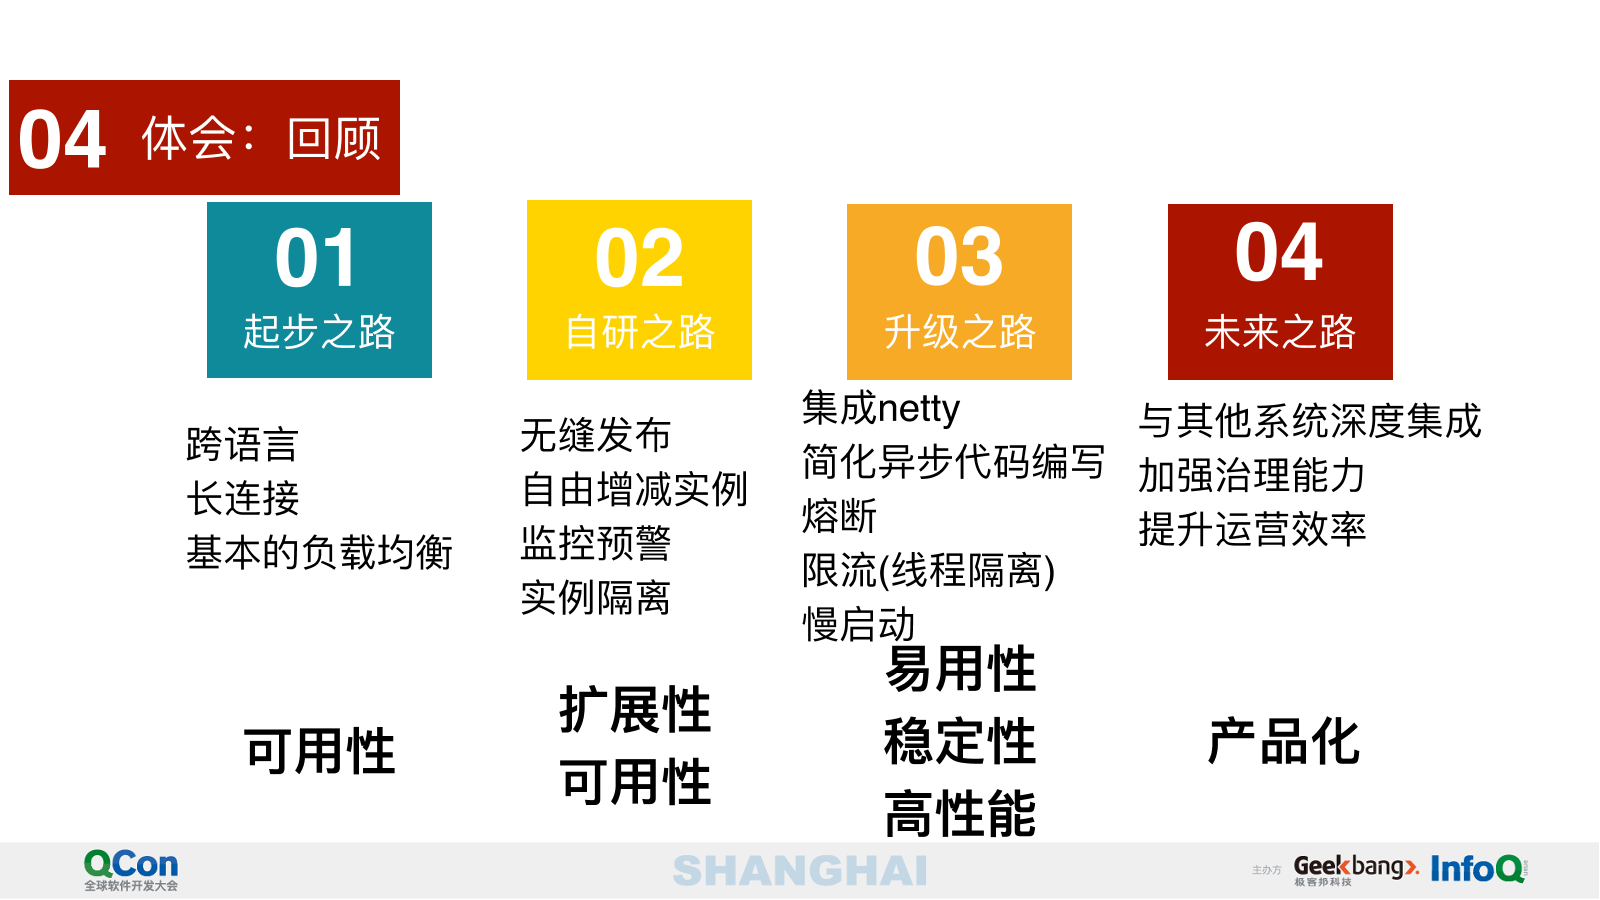 04 体会：回顾
01
起步之路
跨语言
长连接
基本的负载均衡
可用性
02
自研之路
无缝发布
自由增减实例
监控预警
实例隔离
扩展性
可用性
03
升级之路
集成netty
简化异步代码编写
熔断
限流(线程隔离)
慢启动
易用性
稳定性
高性能
04
未来之路
与其他系统深度集成
加强治理能力
提升运营效率
产品化
QCon
全球软件开发大会
SHANGHAI
主办方
Geekbang
极客邦科技
InfoQ